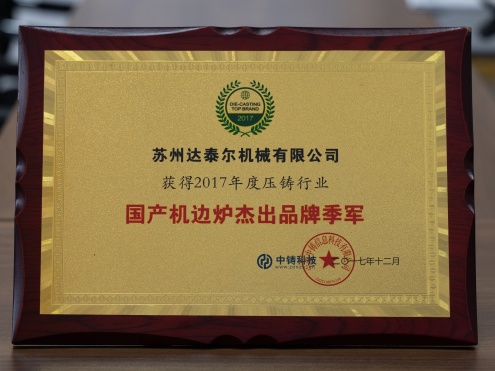 DIE-CASTING
TOP BRAND
2017
苏州达泰尔机械有限公司
获得2017年度压铸行业
国产机边炉杰出品牌季军
中铸科技
二〇一七年十二月